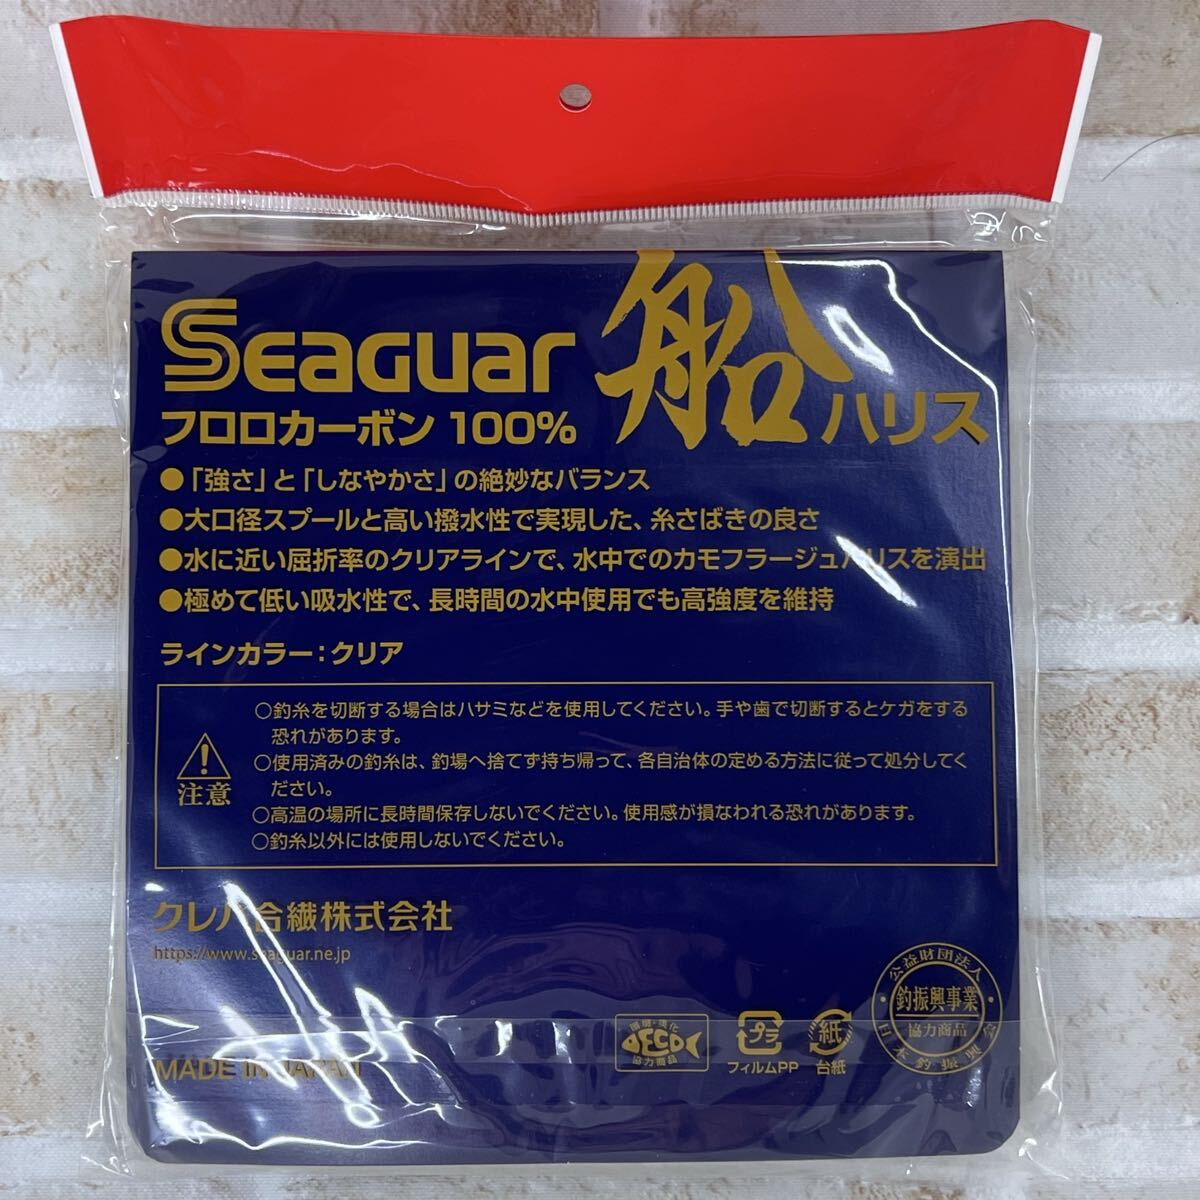 Seaguar 船ハリス
フロロカーボン 100%
●「強さ」と「しなやかさ」の絶妙なバランス
●大口径スプールと高い撥水性で実現した、糸さばきの良さ
●水に近い屈折率のクリアラインで、水中でのカモフラージュハリスを演出
●極めて低い吸水性で、長時間の水中使用でも高強度を維持
ラインカラー：クリア
注意
○釣糸を切断する場合はハサミなどを使用してください。手や歯で切断するとケガをする
恐れがあります。
○使用済みの釣糸は、釣場へ捨てず持ち帰って、各自治体の定める方法に従って処分してく
ださい。
○高温の場所に長時間保存しないでください。使用感が損なわれる恐れがあります。
○釣糸以外には使用しないでください。
クレハ合繊株式会社
https://www.seaguar.ne.jp
MADE IN JAPAN
環境・美化
ECO
協力商品
プラ
フィルムPP
紙
台紙
公益財団法人
釣振興事業
協力商品
日本釣振興会